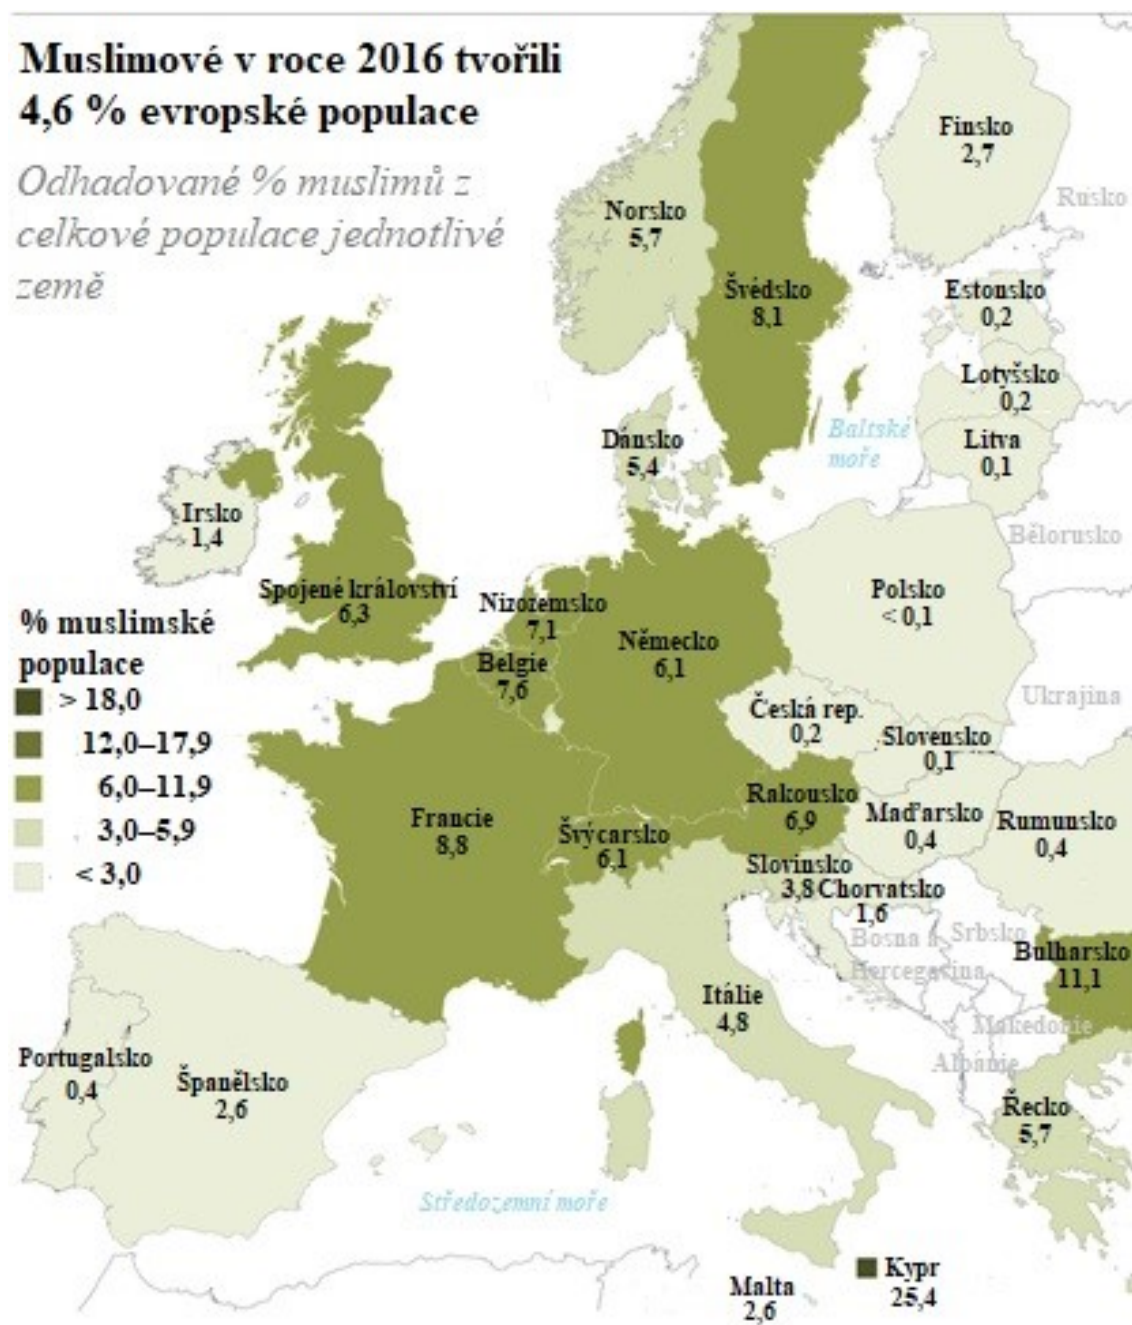 Muslimové v roce 2016 tvořili
4,6 % evropské populace
Odhadované % muslimů z
celkové populace jednotlivé
země
Finsko
2,7
Rusko
Norsko
5,7
Švédsko
8,1
Estonsko
0,2
Lotyšsko
0,2
Baltské
moře
Litva
0,1
Dánsko
5,4
Irsko
1,4
Bělorusko
Spojené království
6,3
Nizozemsko
7,1
Polsko
< 0,1
Německo
6,1
Belgie
7,6
Ukrajina
Česká rep.
0,2
Slovensko
0,1
% muslimské
populace
> 18,0
12,0–17,9
6,0–11,9
3,0–5,9
< 3,0
Francie
8,8
Švýcarsko
6,1
Rakousko
6,9
Maďarsko
0,4
Rumunsko
0,4
Slovinsko
3,8
Chorvatsko
1,6
Bosna a
Hercegovina
Srbsko
Bulharsko
11,1
Itálie
4,8
Makedonie
Albánie
Portugalsko
0,4
Španělsko
2,6
Řecko
5,7
Středozemní moře
Kypr
25,4
Malta
2,6